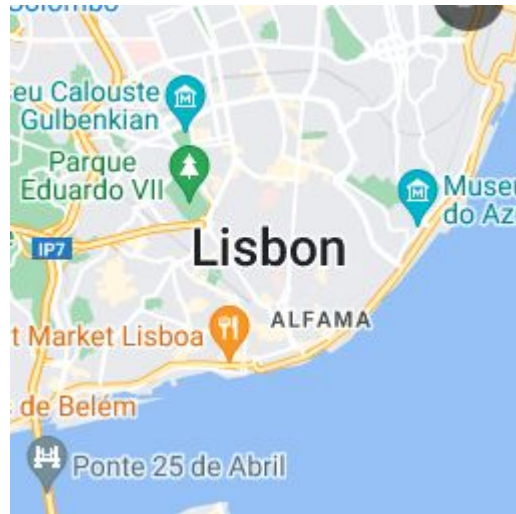 Colombo
eu Calouste
Gulbenkian
Parque
Eduardo VII
Museu
do Az
IP7
Lisbon
ALFAMA
t Market Lisboa
s de Belém
Ponte 25 de Abril